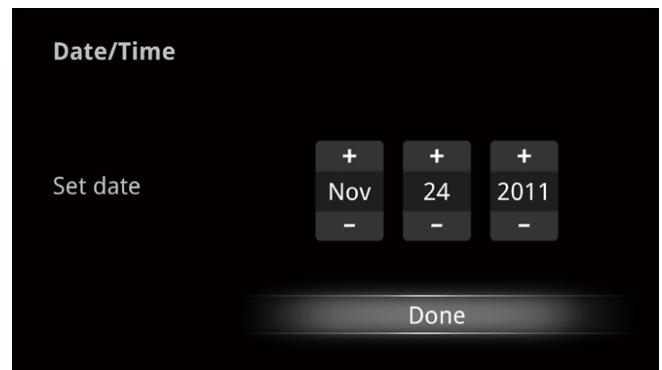 Date/Time
+ + +
Set date Nov 24 2011
- - -
Done